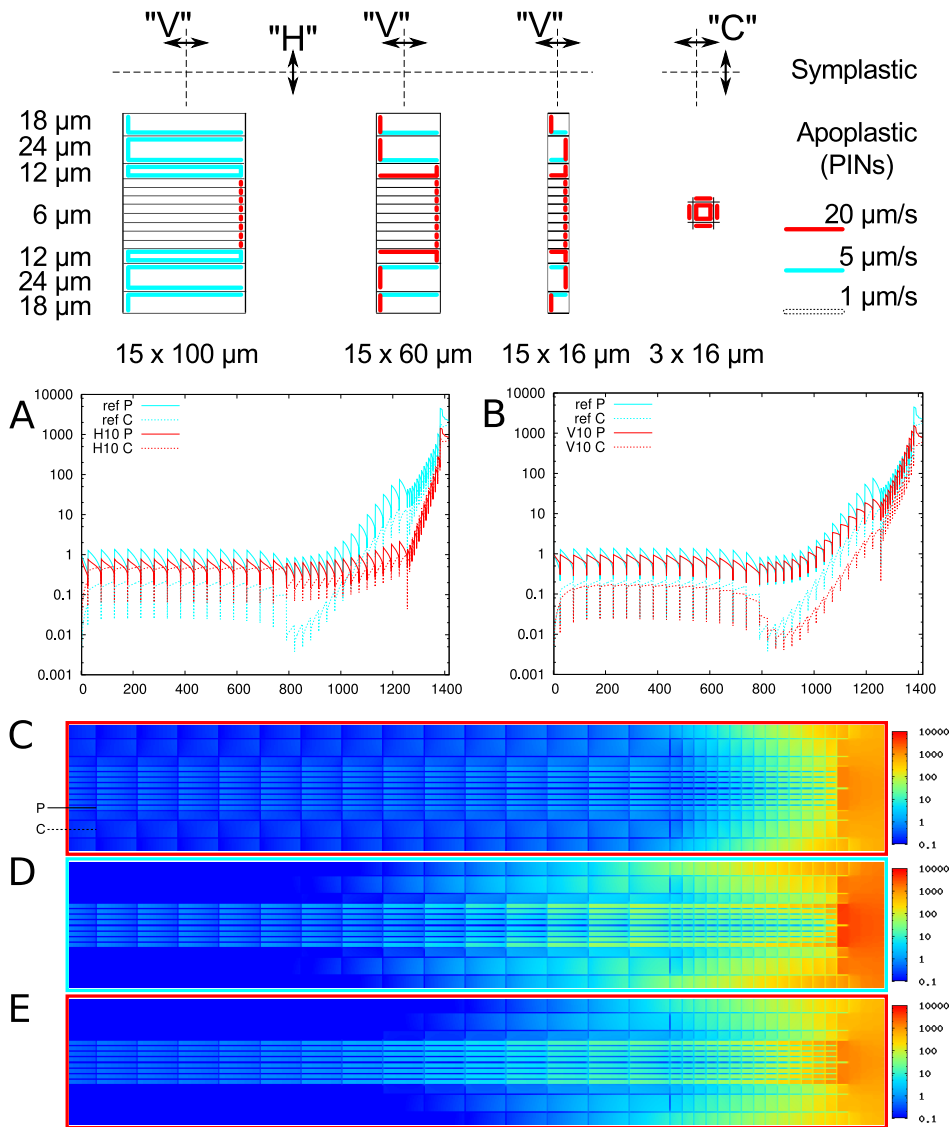 "V" "H" "V" "V" "C"
Symplastic
18 µm
24 µm
12 µm
6 µm
12 µm
24 µm
18 µm
Apoplastic
(PINs)
20 µm/s
5 µm/s
1 µm/s
15 x 100 µm 15 x 60 µm 15 x 16 µm 3 x 16 µm
A
ref P
ref C
H10 P
H10 C
10000
1000
100
10
1
0.1
0.01
0.001
0 200 400 600 800 1000 1200 1400
B
ref P
ref C
V10 P
V10 C
10000
1000
100
10
1
0.1
0.01
0.001
0 200 400 600 800 1000 1200 1400
C
P
C
10000
1000
100
10
1
0.1
D
10000
1000
100
10
1
0.1
E
10000
1000
100
10
1
0.1